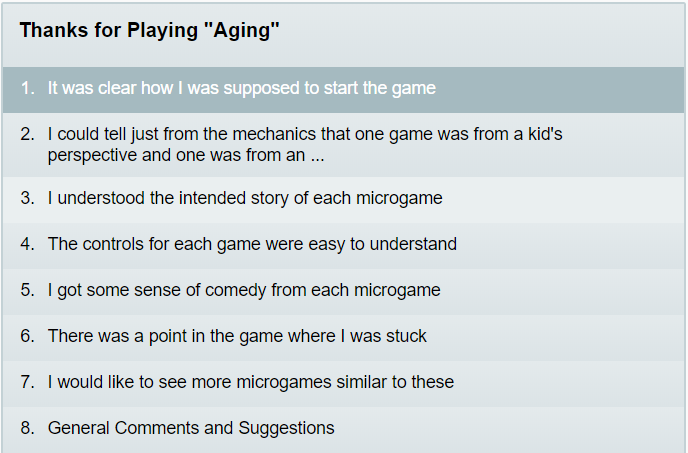 Thanks for Playing "Aging"
1. It was clear how I was supposed to start the game
2. I could tell just from the mechanics that one game was from a kid's
perspective and one was from an ...
3. I understood the intended story of each microgame
4. The controls for each game were easy to understand
5. I got some sense of comedy from each microgame
6. There was a point in the game where I was stuck
7. I would like to see more microgames similar to these
8. General Comments and Suggestions